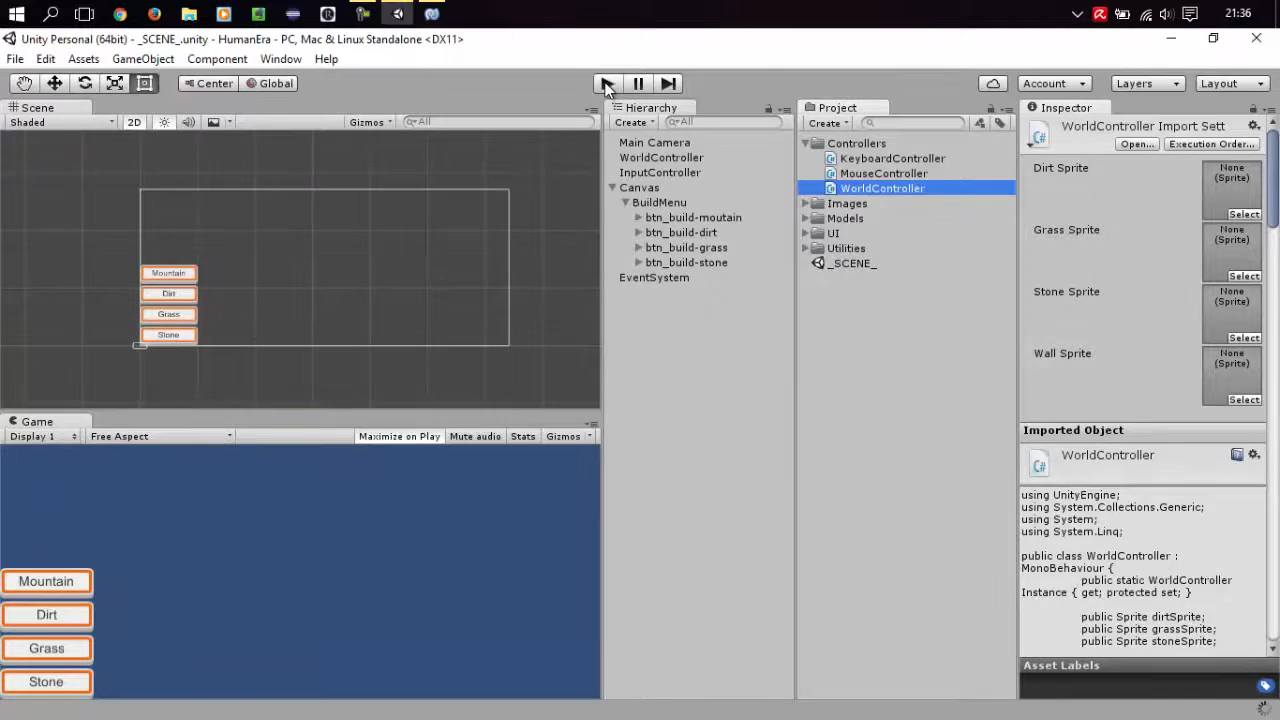 21:36
Unity Personal (64bit) - _SCENE_.unity - HumanEra - PC, Mac & Linux Standalone <DX11>
File Edit Assets GameObject Component Window Help
Center Global Account Layers Layout
Scene
Shaded 2D Gizmos All
Mountain
Dirt
Grass
Stone
Game
Display 1 Free Aspect Maximize on Play Mute audio Stats Gizmos
Mountain
Dirt
Grass
Stone
Hierarchy
Create All
Main Camera
WorldController
InputController
Canvas
BuildMenu
btn_build-moutain
btn_build-dirt
btn_build-grass
btn_build-stone
EventSystem
Project
Create
Controllers
KeyboardController
MouseController
WorldController
Images
Models
UI
Utilities
_SCENE_
Inspector
WorldController Import Sett
Open... Execution Order...
Dirt Sprite None (Sprite) Select
Grass Sprite None (Sprite) Select
Stone Sprite None (Sprite) Select
Wall Sprite None (Sprite) Select
Imported Object
WorldController
using UnityEngine;
using System.Collections.Generic;
using System;
using System.Linq;
public class WorldController :
MonoBehaviour {
public static WorldController
Instance { get; protected set; }
public Sprite dirtSprite;
public Sprite grassSprite;
public Sprite stoneSprite;
Asset Labels